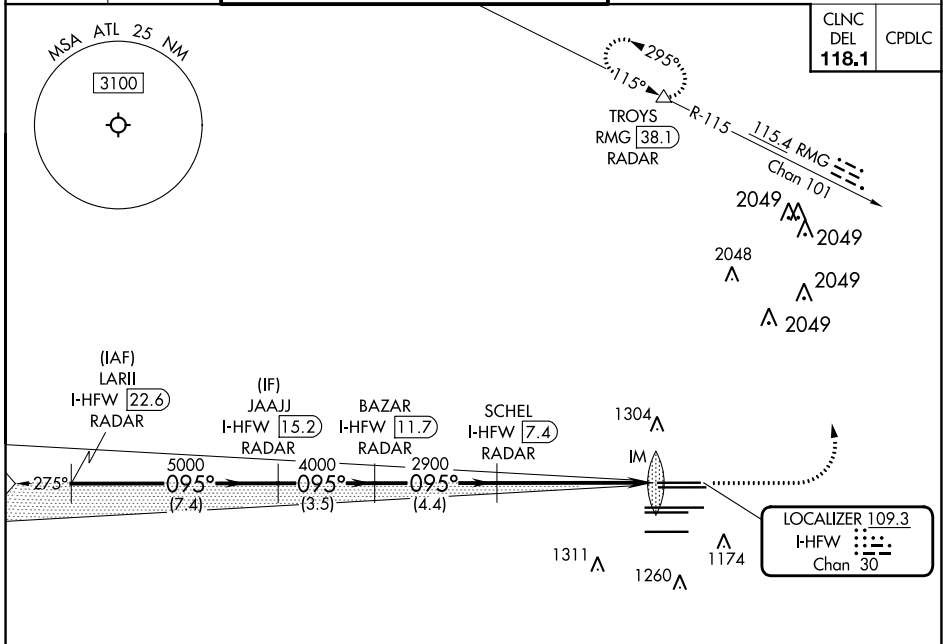 CLNC
DEL
118.1
CPDLC
MSA ATL 25 NM
3100
295°
115°
TROYS
RMG 38.1
RADAR
R-115
115.4 RMG
Chan 101
2049
2049
2048
2049
2049
(IAF)
LARII
I-HFW 22.6
RADAR
(IF)
JAAJJ
I-HFW 15.2
RADAR
BAZAR
I-HFW 11.7
RADAR
SCHEL
I-HFW 7.4
RADAR
1304
IM
275°
5000
095°
(7.4)
4000
095°
(3.5)
2900
095°
(4.4)
LOCALIZER 109.3
I-HFW
Chan 30
1311
1260
1174